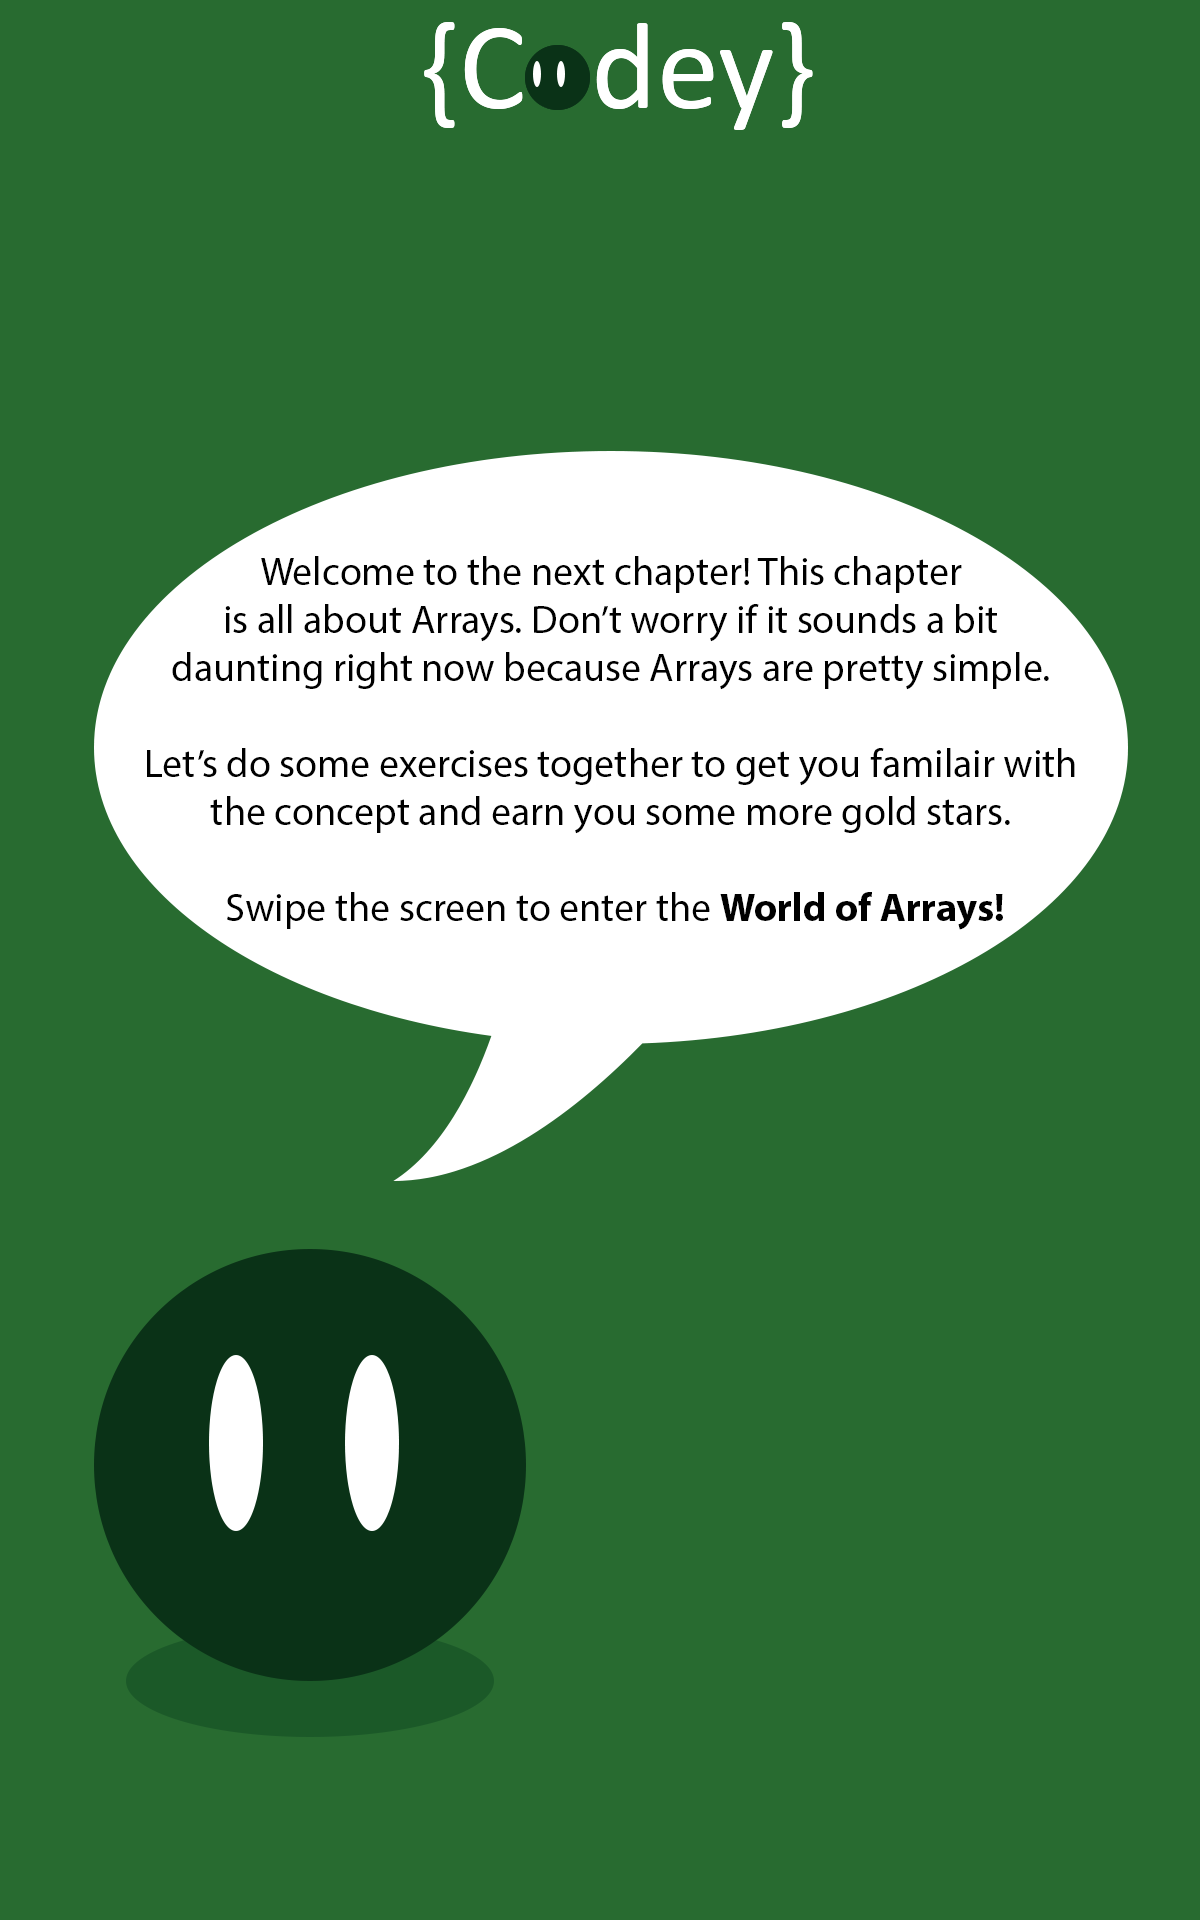 {Codey}
Welcome to the next chapter! This chapter
is all about Arrays. Don’t worry if it sounds a bit
daunting right now because Arrays are pretty simple.
Let’s do some exercises together to get you familair with
the concept and earn you some more gold stars.
Swipe the screen to enter the World of Arrays!